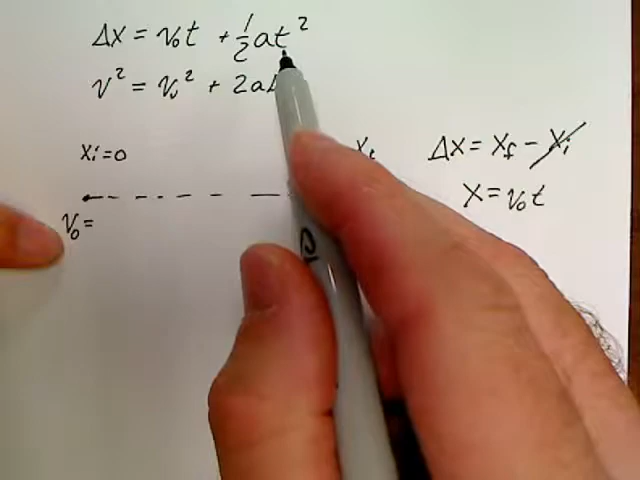 Δx = v₀t + ½at²
v² = v₀² + 2a
xᵢ=0
Δx = x_f - xᵢ
x = v₀t
v₀ =